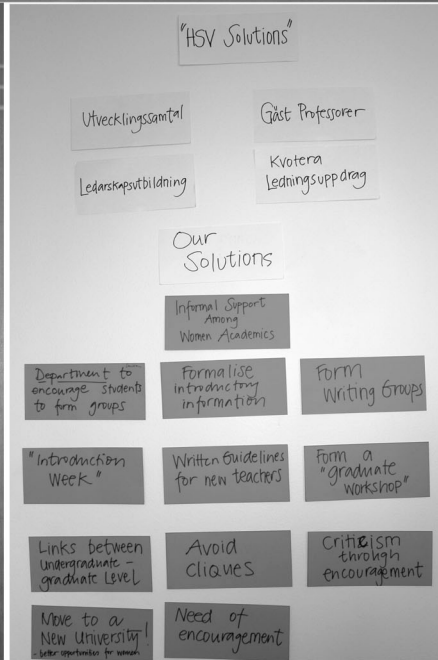 "HSV Solutions"
Utvecklingssamtal
Gäst Professorer
Ledarskapsutbildning
Kvotera
Ledningsuppdrag
Our
Solutions
Informal Support
Among
Women Academics
Department to
encourage students
to form groups
Formalise
introductory
information
Form
Writing Groups
"Introduction
Week"
Written Guidelines
for new teachers
Form a
"graduate
Workshop"
Links between
undergraduate -
graduate Level
Avoid
Cliques
Criticism
through
encouragement
Move to a
New University!
- better opportunities for women
Need of
encouragement